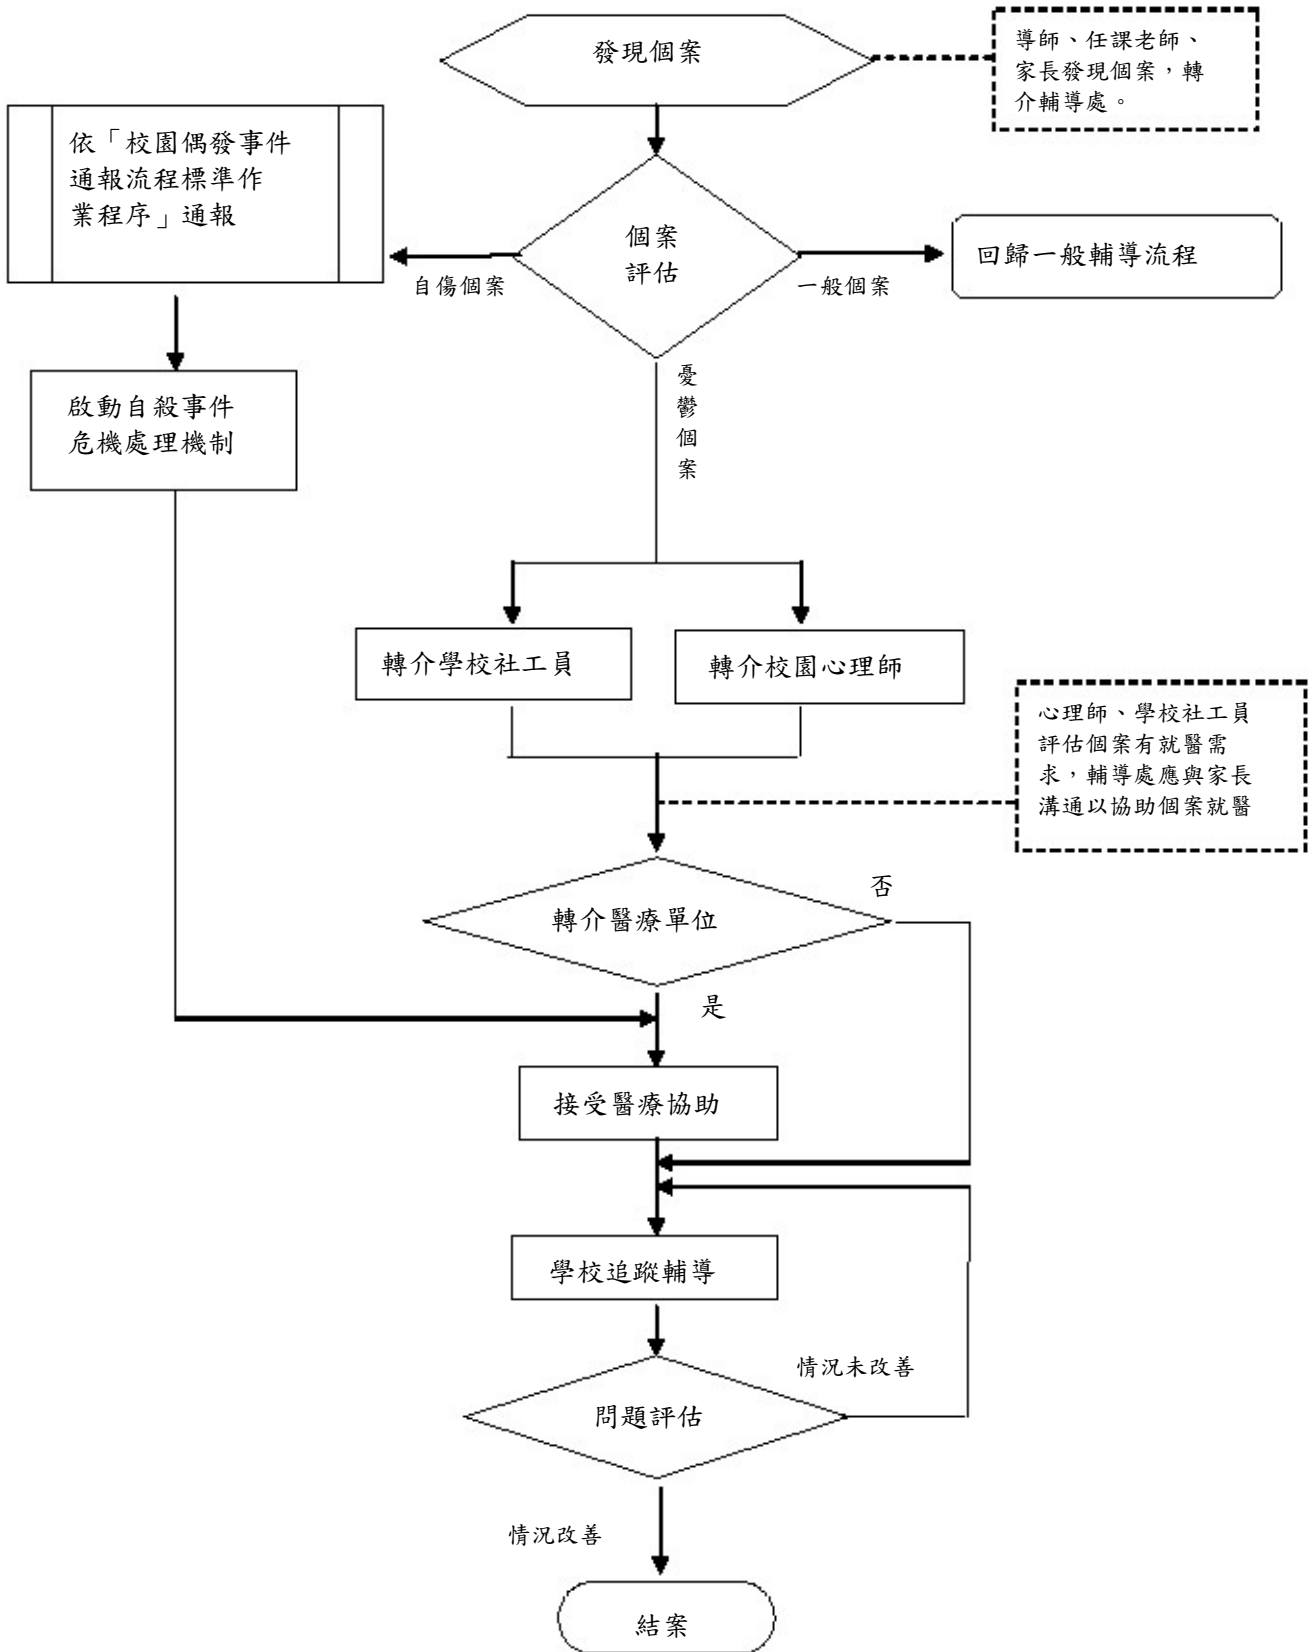 發現個案
導師、任課老師、
家長發現個案，轉
介輔導處。
依「校園偶發事件
通報流程標準作
業程序」通報
個案
評估
回歸一般輔導流程
自傷個案
一般個案
啟動自殺事件
危機處理機制
憂
鬱
個
案
轉介學校社工員
轉介校園心理師
心理師、學校社工員
評估個案有就醫需
求，輔導處應與家長
溝通以協助個案就醫
轉介醫療單位
否
是
接受醫療協助
學校追蹤輔導
情況未改善
問題評估
情況改善
結案